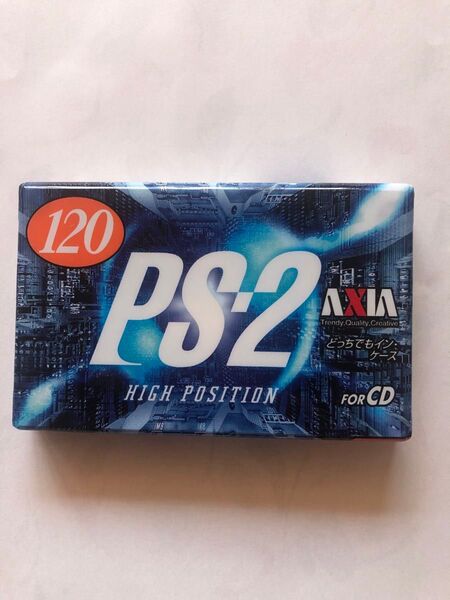 120
PS-2
HIGH POSITION
AXIA
Trendy, Quality, Creative
どっちでもイン・
ケース
FOR CD